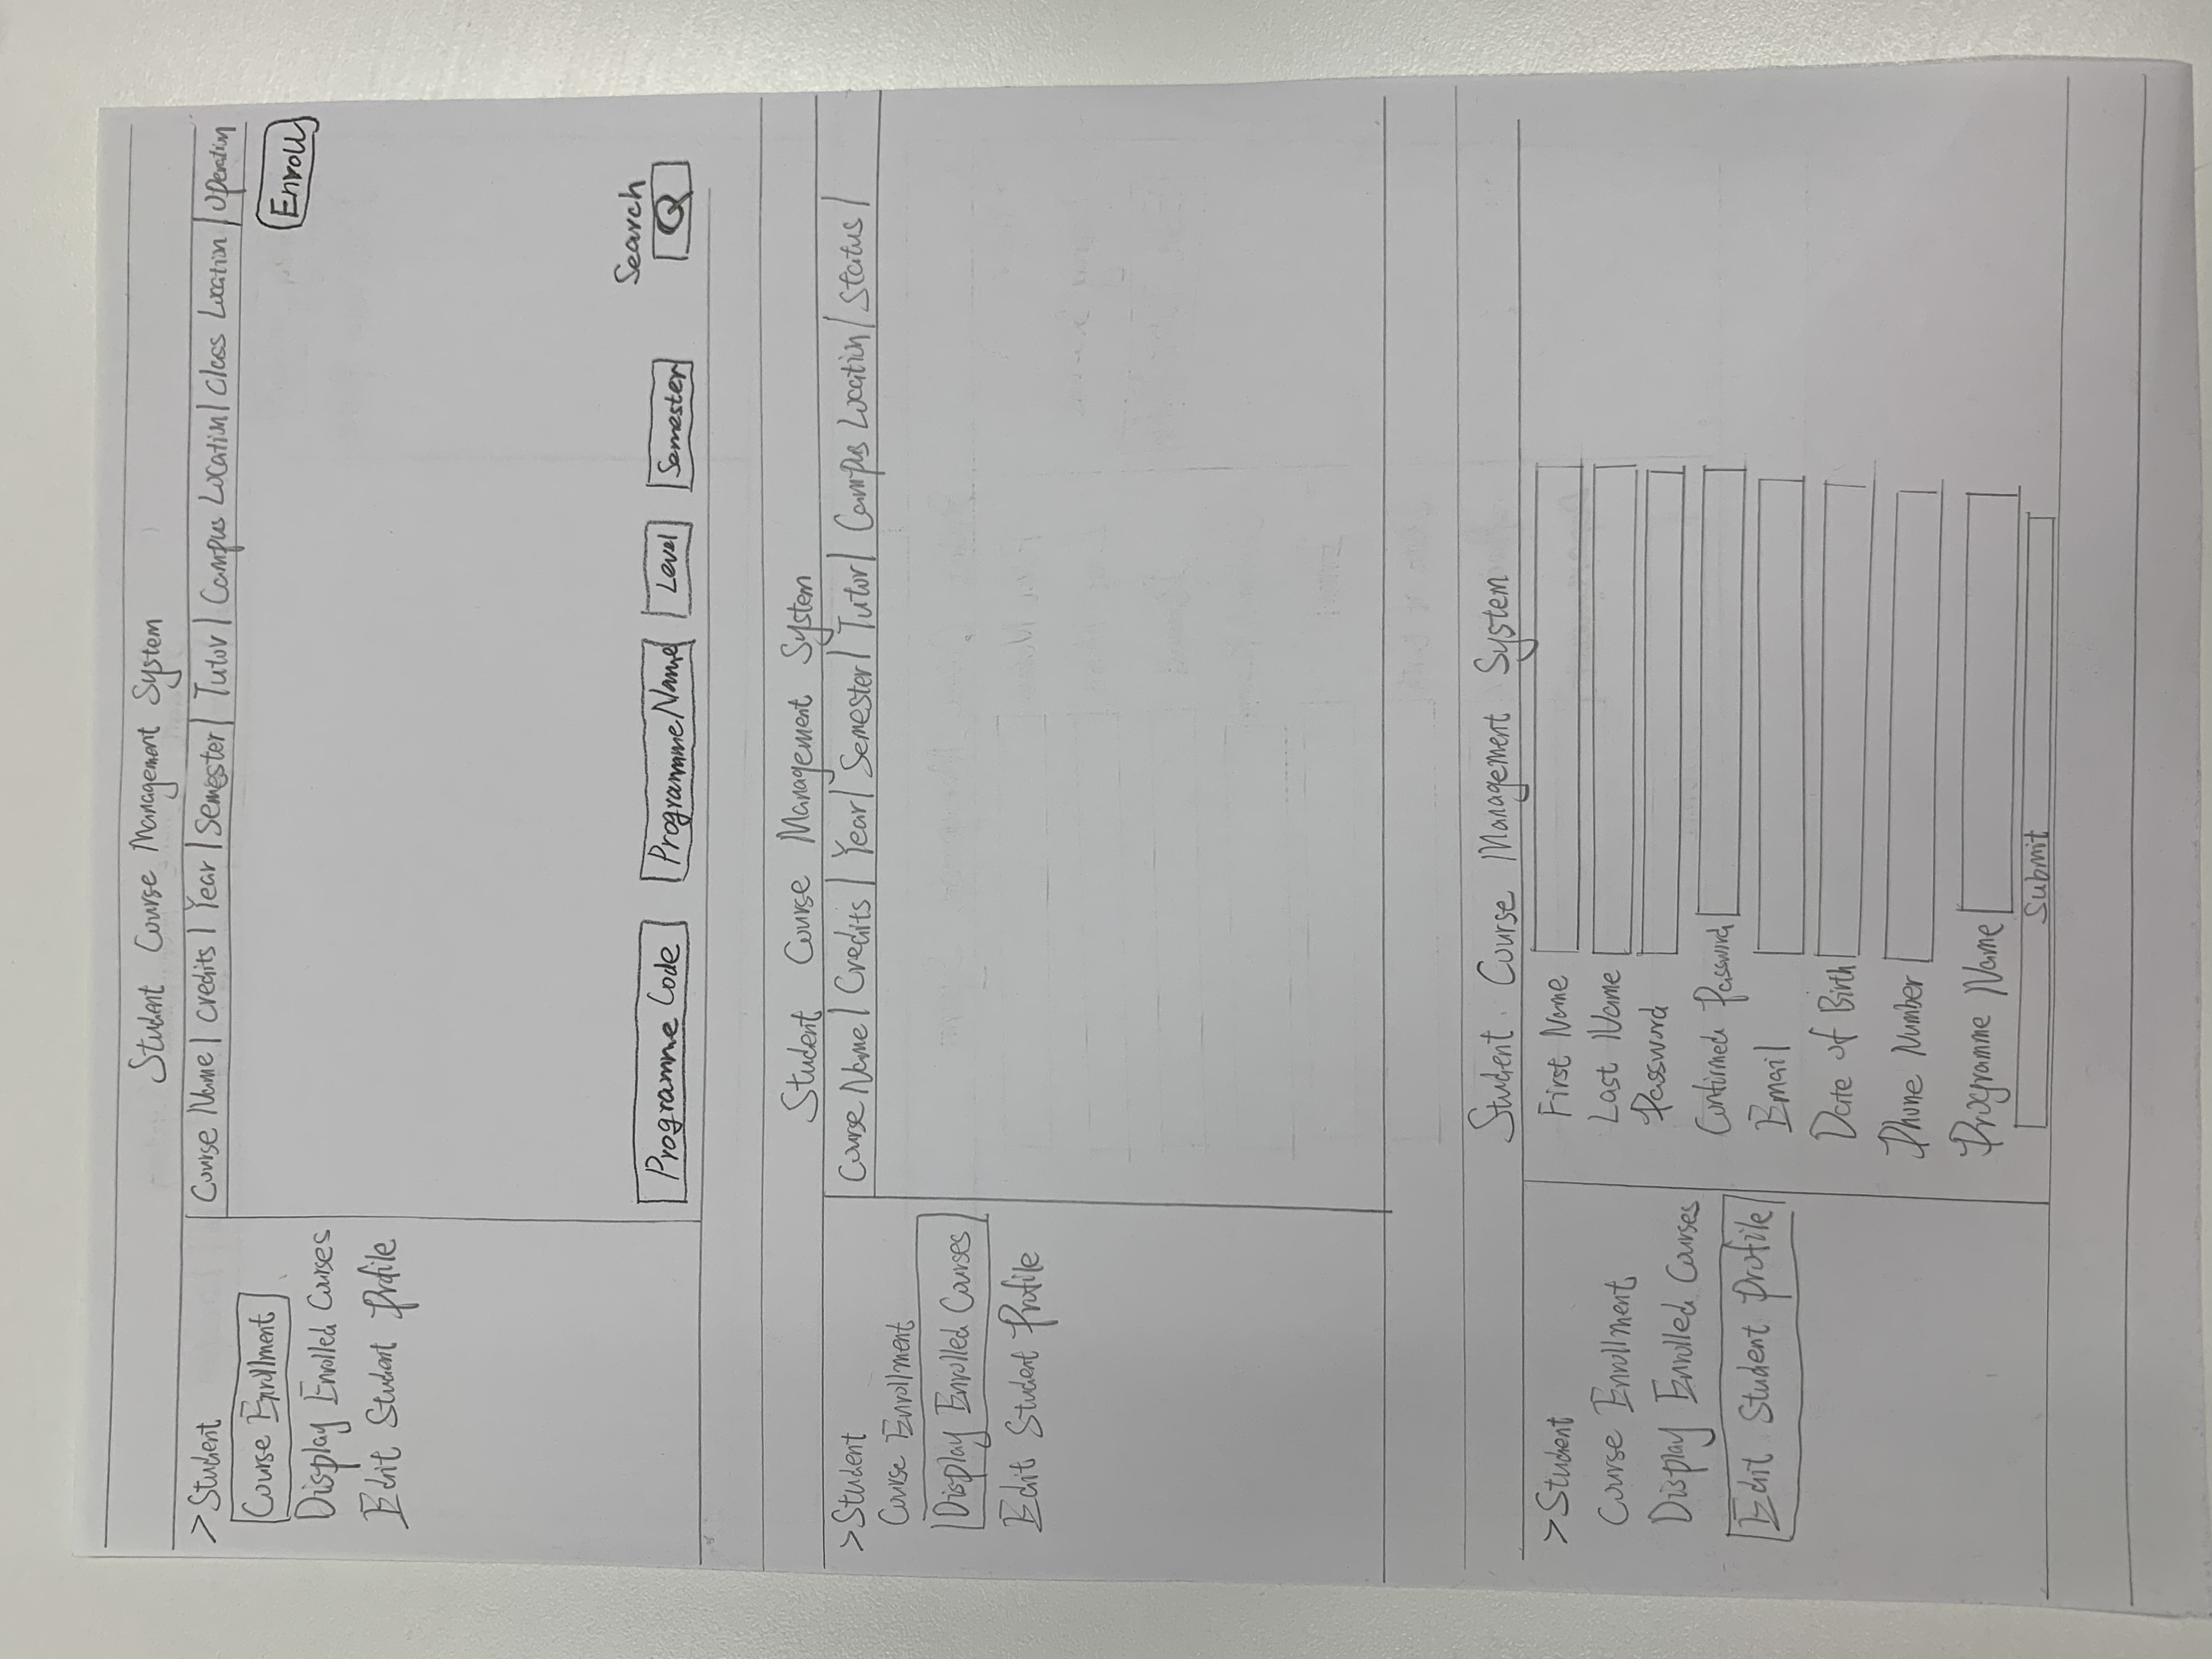 Student Course Management System
>Student
Course Name | Credits | Year | Semester | Tutor | Campus Location | Class Location | Operation
Course Enrollment
Enroll
Display Enrolled Courses
Edit Student Profile
Search
Programme Code Programme Name Level Semester
Student Course Management System
>Student
Course Name | Credits | Year | Semester | Tutor | Campus Location | Status |
Course Enrollment
Display Enrolled Courses
Edit Student Profile
Student Course Management System
>Student
Course Enrollment
Display Enrolled Courses
Edit Student Profile
First Name
Last Name
Password
Confirmed Password
Email
Date of Birth
Phone Number
Programme Name
Submit